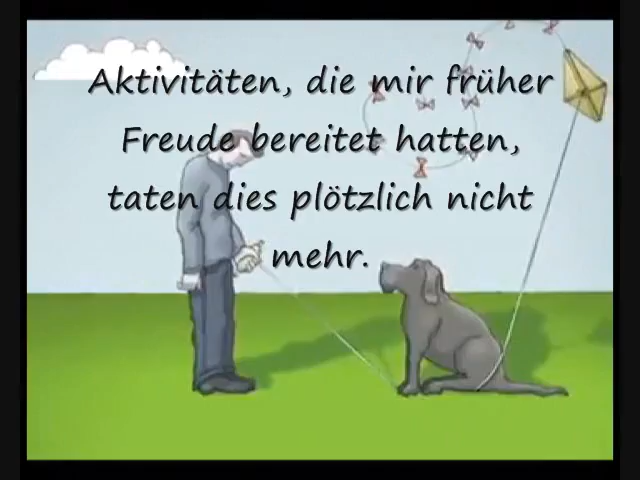 Aktivitäten, die mir früher
Freude bereitet hatten,
taten dies plötzlich nicht
mehr.